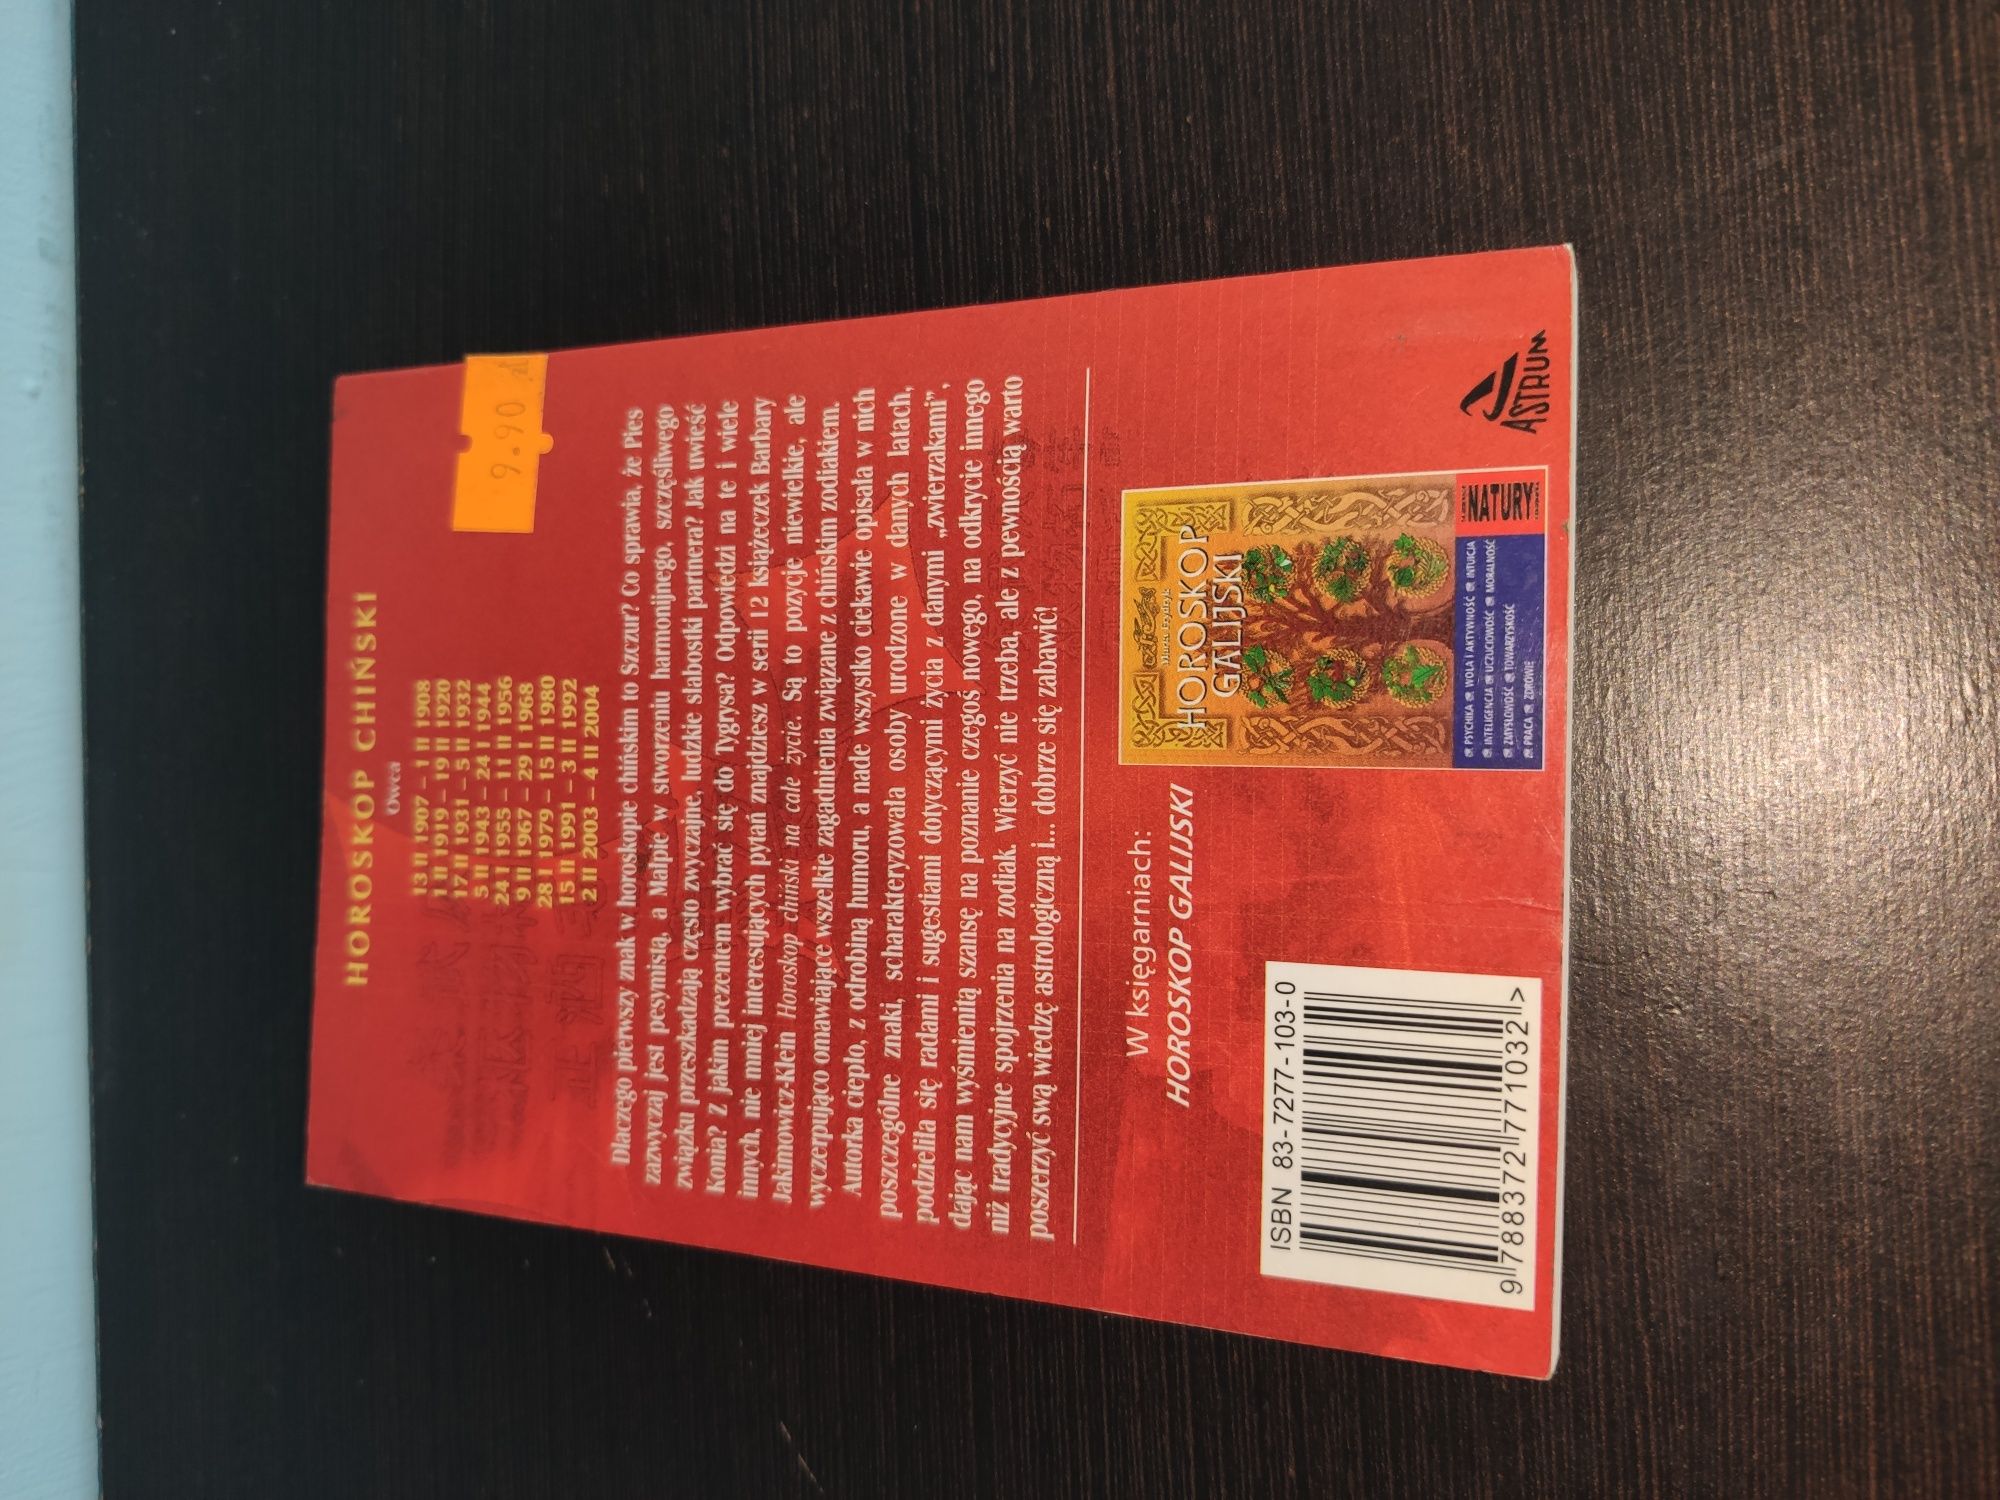 HOROSKOP CHIŃSKI
Owca
13 II 1907 – 1 II 1908
1 II 1919 – 19 II 1920
17 II 1931 – 5 II 1932
5 II 1943 – 24 I 1944
24 I 1955 – 11 II 1956
9 II 1967 – 29 I 1968
28 I 1979 – 15 II 1980
15 II 1991 – 3 II 1992
2 II 2003 – 4 II 2004
9.90 zł
Dlaczego pierwszy znak w horoskopie chińskim to Szczur? Co sprawia, że Pies
zazwyczaj jest pesymistą, a Małpie w stworzeniu harmonijnego, szczęśliwego
związku przeszkadzają często zwyczajne, ludzkie słabostki partnera? Jak uwieść
Konia? Z jakim prezentem wybrać się do Tygrysa? Odpowiedzi na te i wiele
innych, nie mniej interesujących pytań znajdziesz w serii 12 książeczek Barbary
Jakimowicz-Klein Horoskop chiński na całe życie. Są to pozycje niewielkie, ale
wyczerpująco omawiające wszelkie zagadnienia związane z chińskim zodiakiem.
Autorka ciepło, z odrobiną humoru, a nade wszystko ciekawie opisała w nich
poszczególne znaki, scharakteryzowała osoby urodzone w danych latach,
podzieliła się radami i sugestiami dotyczącymi życia z danymi „zwierzakami”,
dając nam wyśmienitą szansę na poznanie czegoś nowego, na odkrycie innego
niż tradycyjne spojrzenia na zodiak. Wierzyć nie trzeba, ale z pewnością warto
poszerzyć swą wiedzę astrologiczną i... dobrze się zabawić!
W księgarniach:
HOROSKOP GALIJSKI
HOROSKOP
GALIJSKI
PSYCHIKA WOLA I AKTYWNOŚĆ INTUICJA
INTELIGENCJA UCZUCIOWOŚĆ MORALNOŚĆ
ZMYSŁOWOŚĆ TOWARZYSKOŚĆ
PRACA ZDROWIE
NATURY
ISBN 83-7277-103-0
9788372771032>
ASTRUM